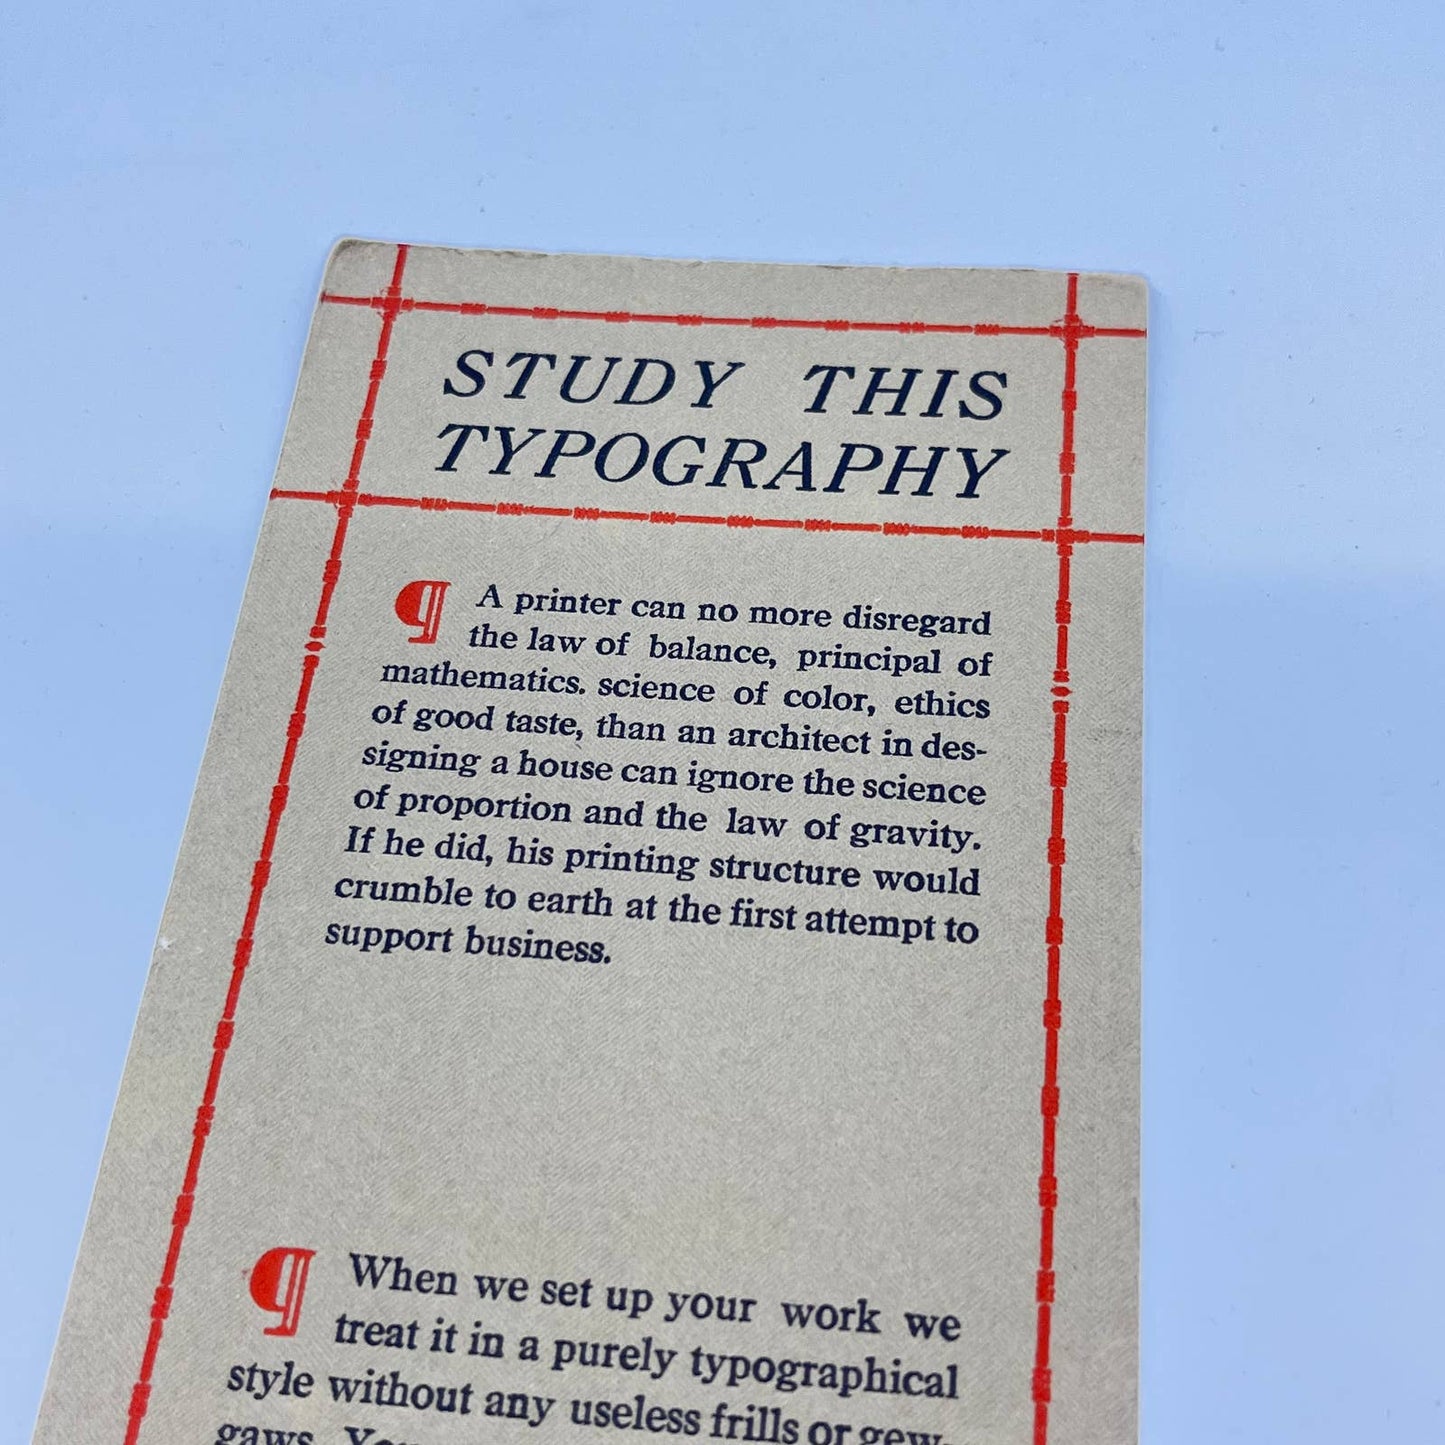 STUDY THIS
TYPOGRAPHY
¶ A printer can no more disregard
the law of balance, principal of
mathematics. science of color, ethics
of good taste, than an architect in des-
signing a house can ignore the science
of proportion and the law of gravity.
If he did, his printing structure would
crumble to earth at the first attempt to
support business.
¶ When we set up your work we
treat it in a purely typographical
style without any useless frills or gew-
gaws.